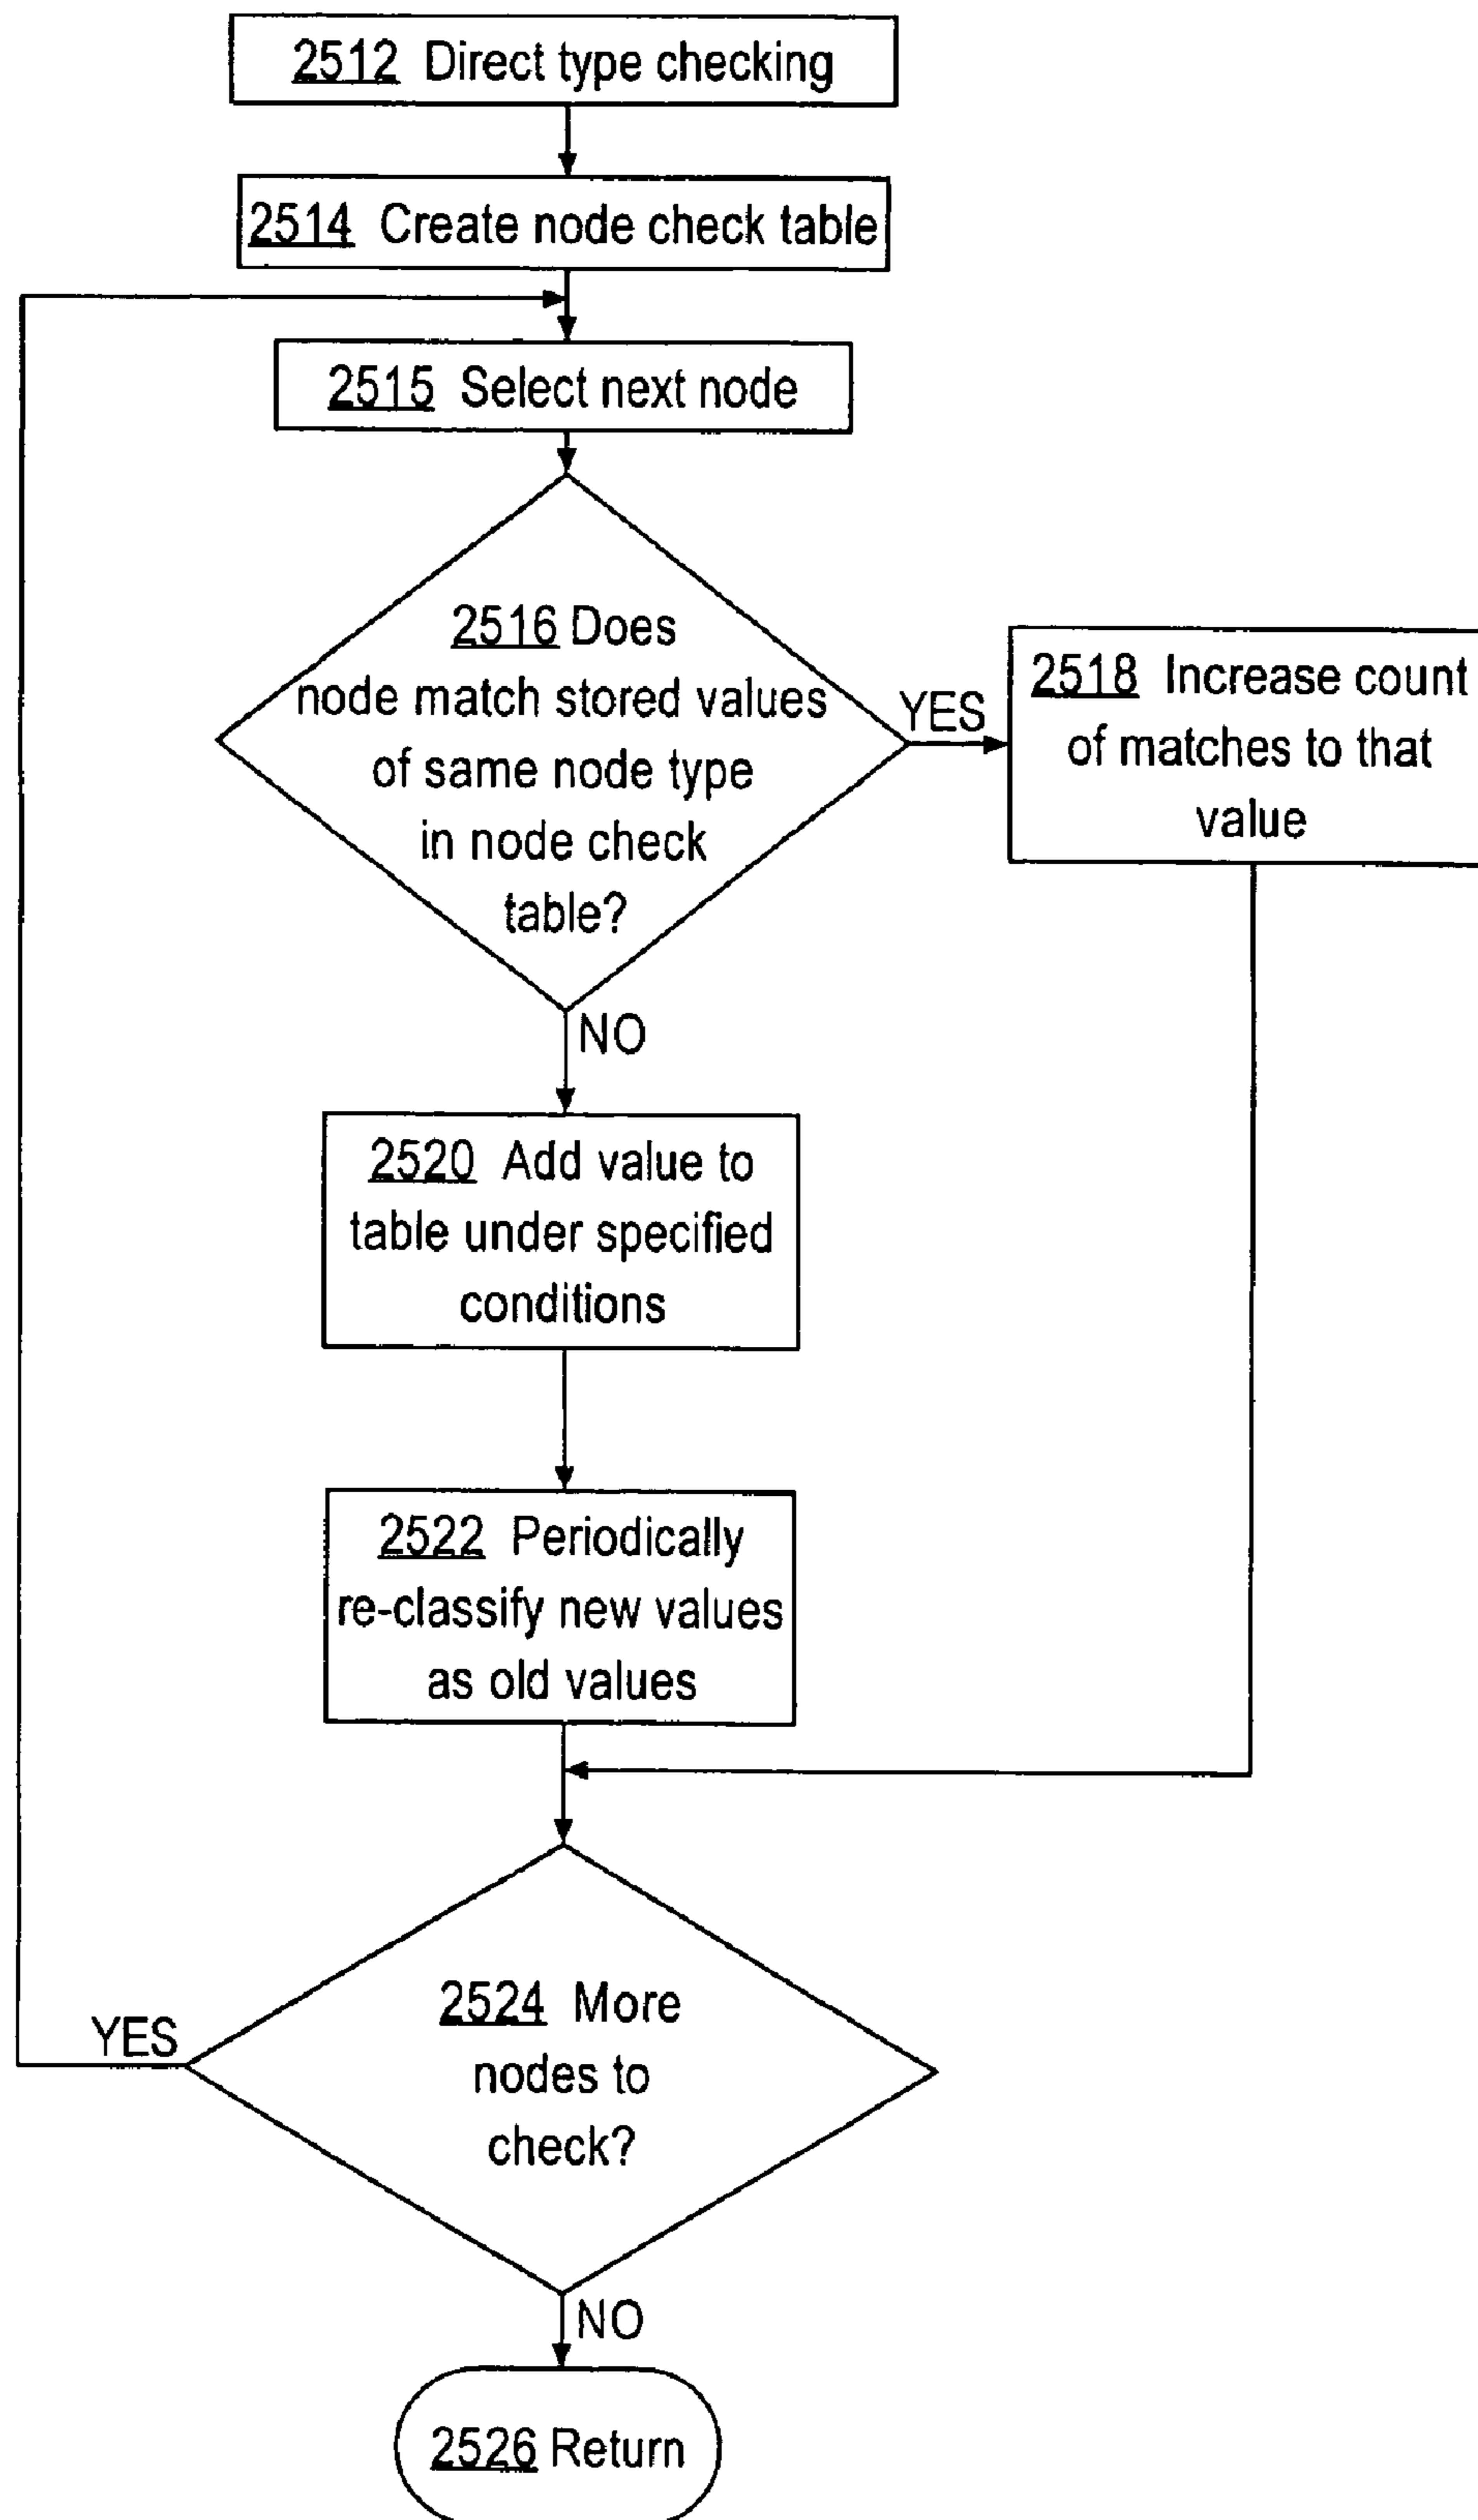 2512 Direct type checking
2514 Create node check table
2515 Select next node
2516 Does
node match stored values
of same node type
in node check
table?
YES
2518 Increase count
of matches to that
value
NO
2520 Add value to
table under specified
conditions
2522 Periodically
re-classify new values
as old values
2524 More
nodes to
check?
YES
NO
2526 Return